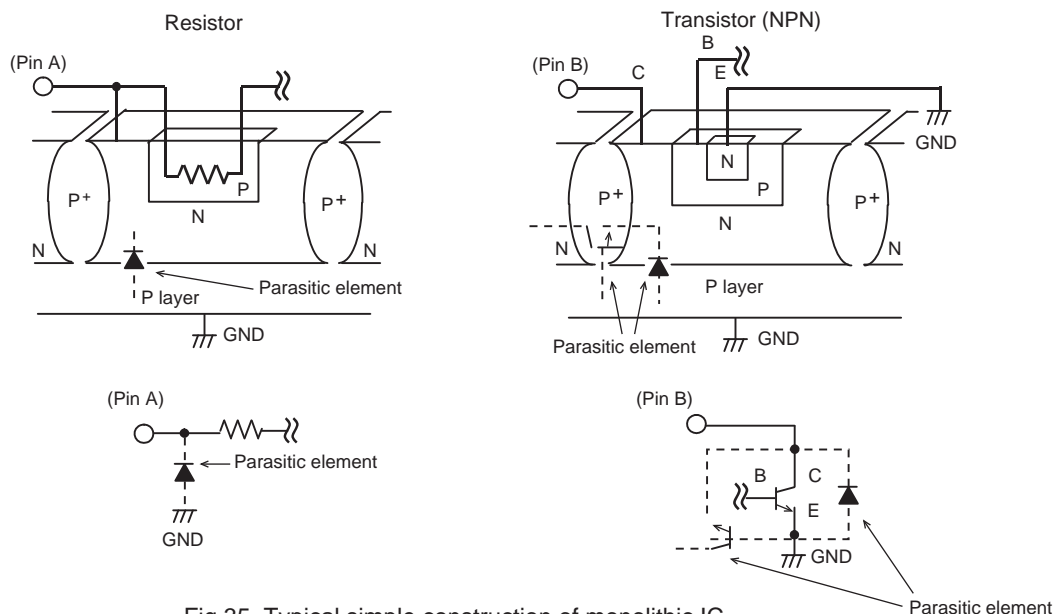 Resistor
(Pin A)
P+
P
N
P+
N
N
Parasitic element
P layer
GND
Transistor (NPN)
B
(Pin B)
C
E
GND
N
P
P+
N
P+
N
N
P layer
Parasitic element
GND
(Pin A)
Parasitic element
GND
(Pin B)
B
C
E
GND
Parasitic element
Fig.35 Typical simple construction of monolithic IC